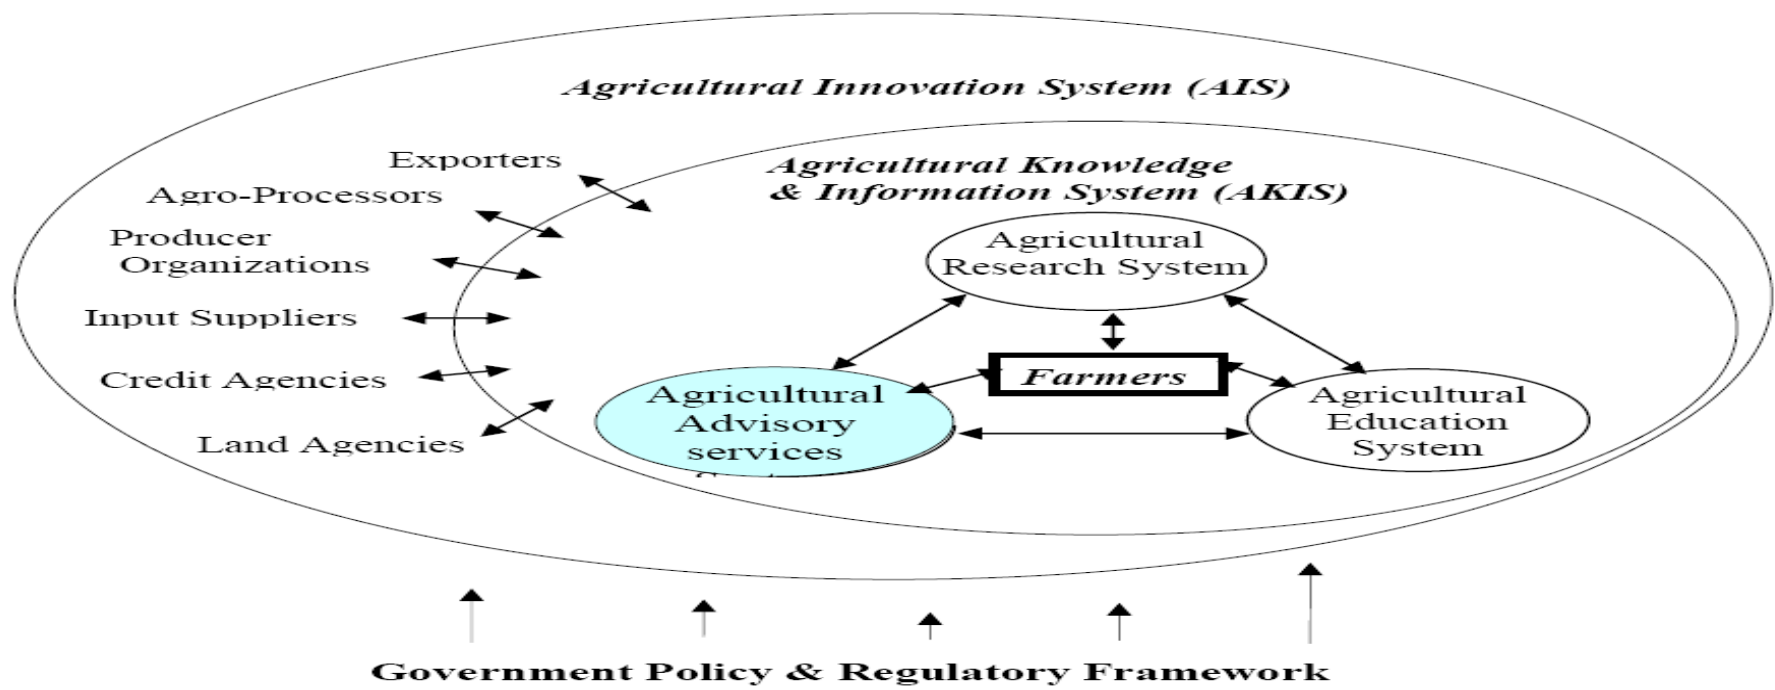 Agricultural Innovation System (AIS)
Exporters
Agricultural Knowledge
& Information System (AKIS)
Agro-Processors
Producer
Organizations
Input Suppliers
Credit Agencies
Land Agencies
Agricultural
Research System
Farmers
Agricultural
Advisory
services
Agricultural
Education
System
Government Policy & Regulatory Framework